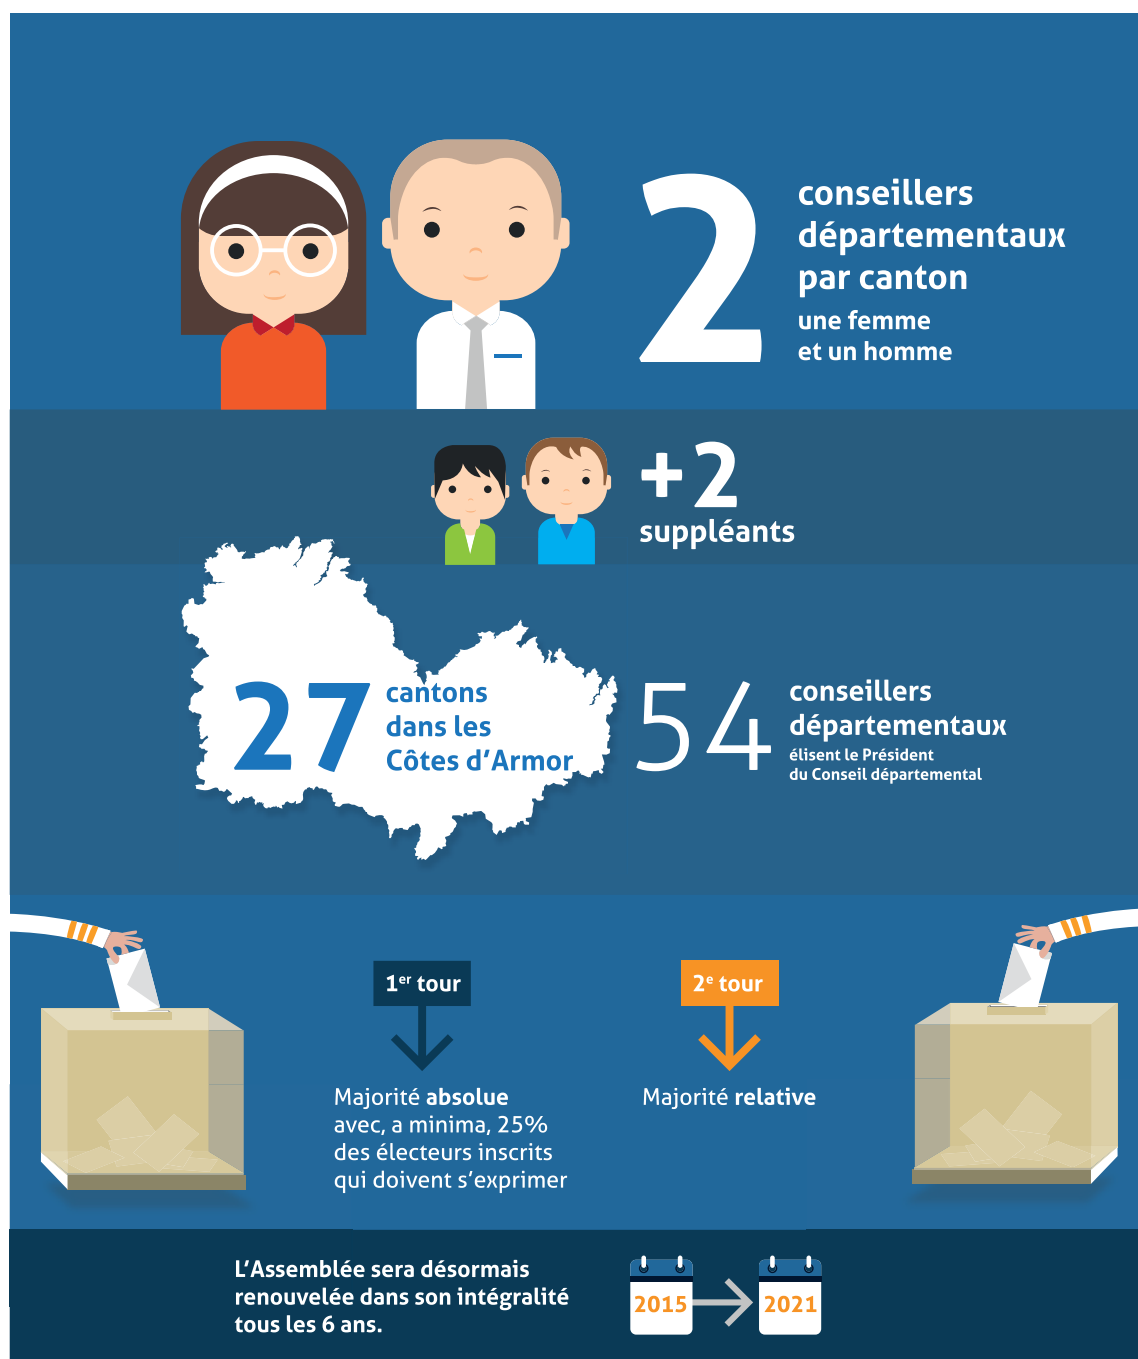 2
conseillers
départementaux
par canton
une femme
et un homme
+2
suppléants
27
cantons
dans les
Côtes d'Armor
54
conseillers
départementaux
élisent le Président
du Conseil départemental
1er tour
Majorité absolue
avec, a minima, 25%
des électeurs inscrits
qui doivent s'exprimer
2e tour
Majorité relative
L'Assemblée sera désormais
renouvelée dans son intégralité
tous les 6 ans.
2015
2021